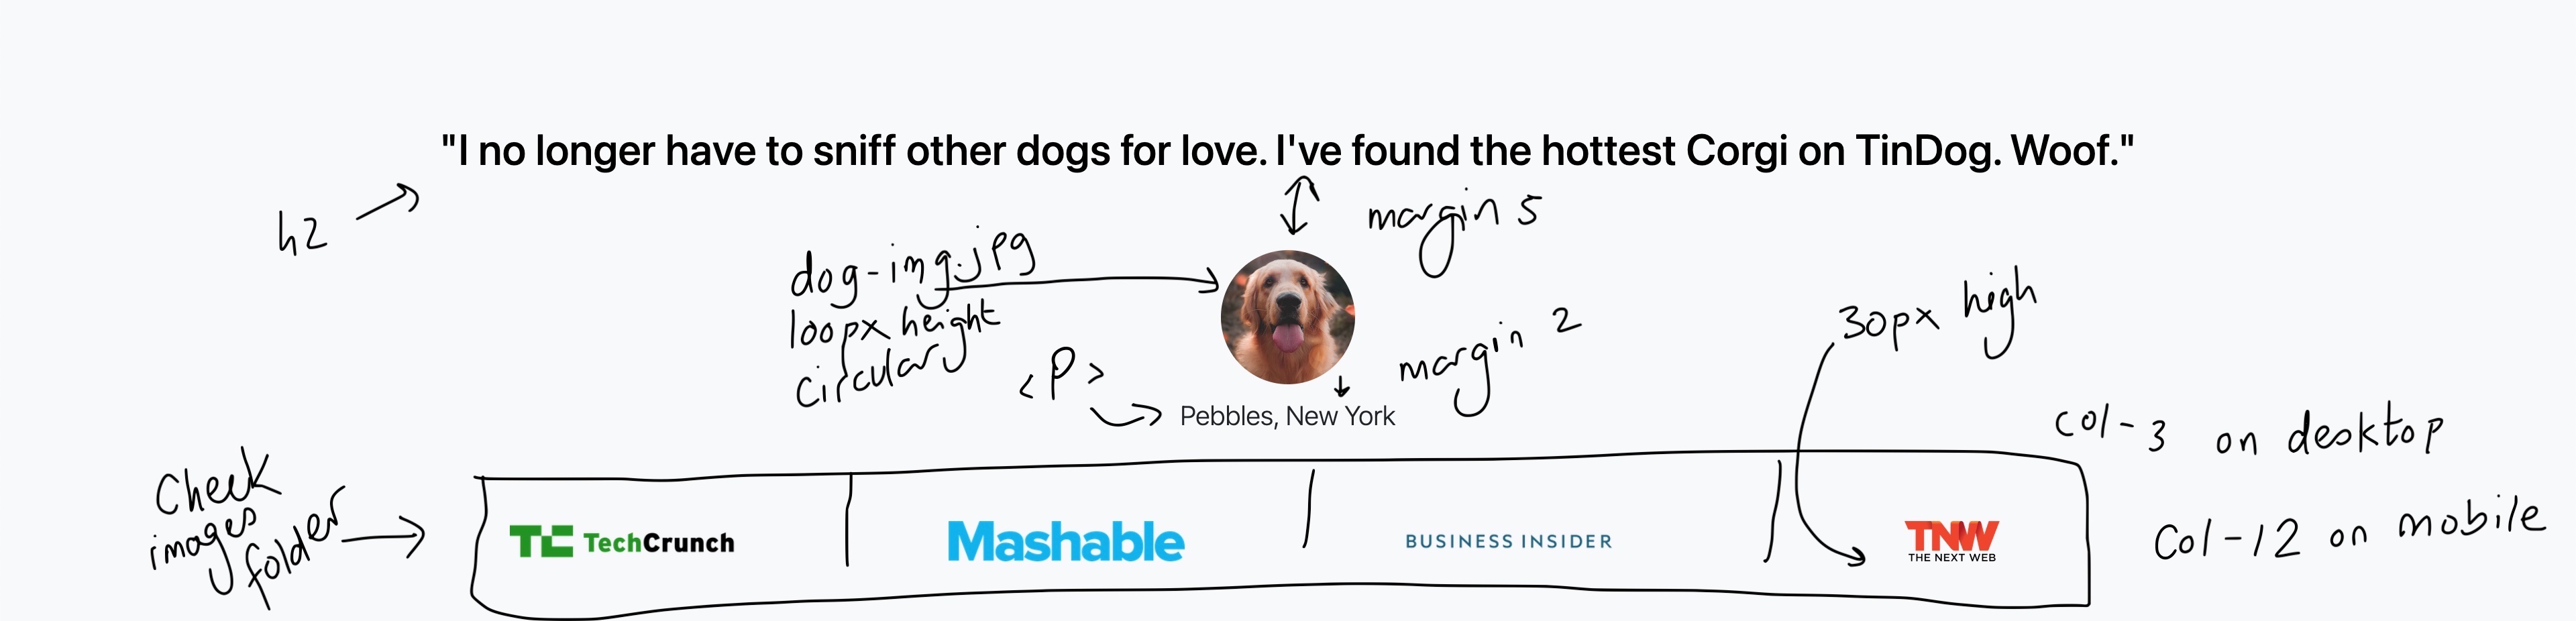 "I no longer have to sniff other dogs for love. I've found the hottest Corgi on TinDog. Woof."
h2
margin 5
dog-img.jpg
100px height
circular
margin 2
<P>
Pebbles, New York
30px high
col-3 on desktop
Col-12 on mobile
Check
images
folder
TC TechCrunch
Mashable
BUSINESS INSIDER
TNW
THE NEXT WEB